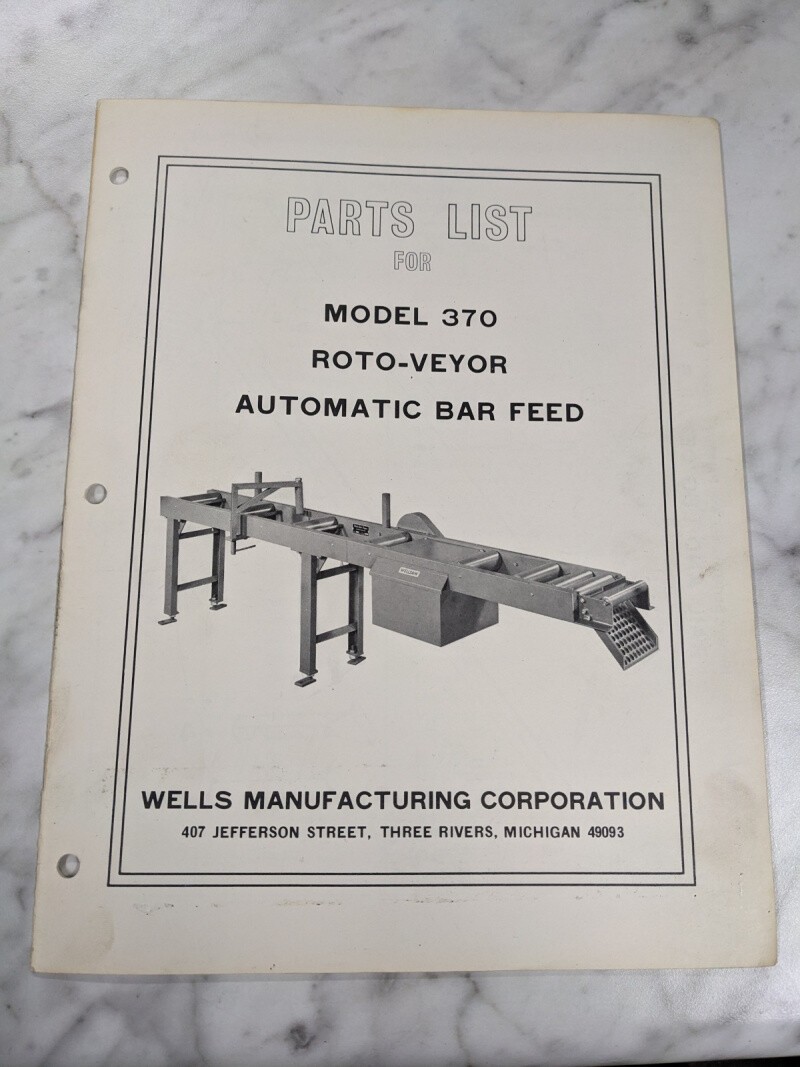 PARTS LIST
FOR
MODEL 370
ROTO-VEYOR
AUTOMATIC BAR FEED
WELLS MANUFACTURING CORPORATION
407 JEFFERSON STREET, THREE RIVERS, MICHIGAN 49093